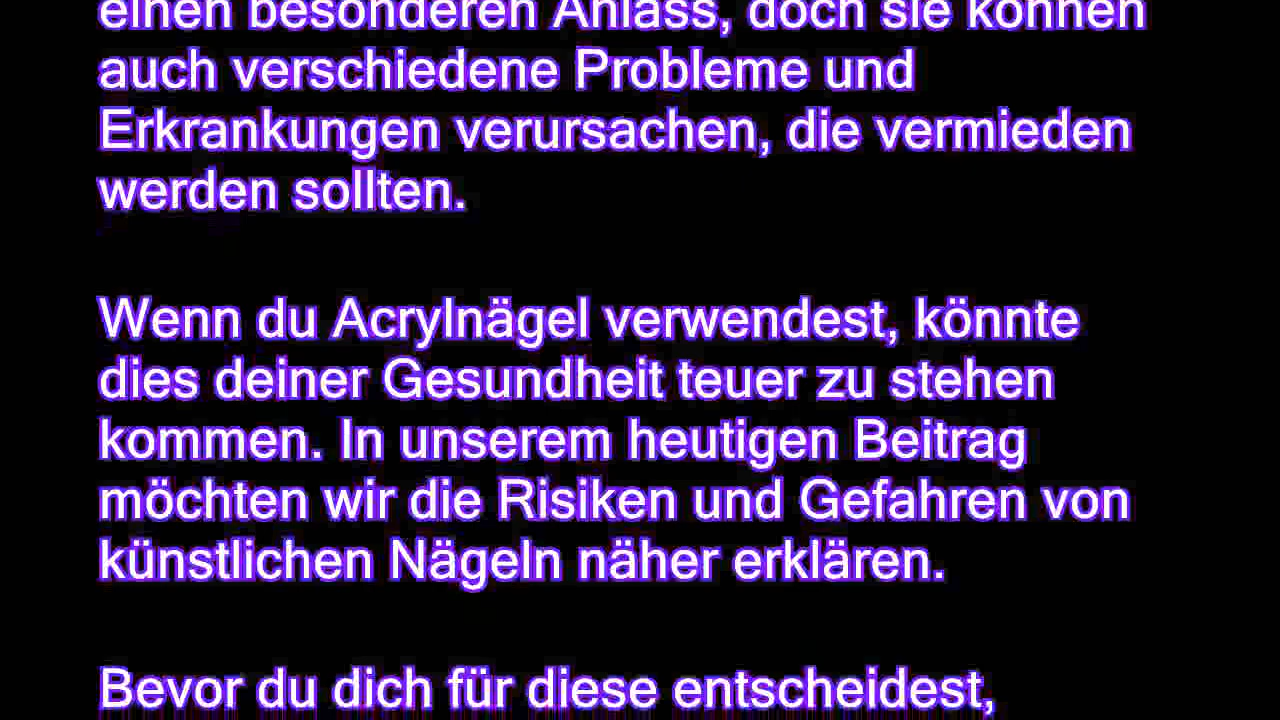 einen besonderen Anlass, doch sie können
auch verschiedene Probleme und
Erkrankungen verursachen, die vermieden
werden sollten.
Wenn du Acrylnägel verwendest, könnte
dies deiner Gesundheit teuer zu stehen
kommen. In unserem heutigen Beitrag
möchten wir die Risiken und Gefahren von
künstlichen Nägeln näher erklären.
Bevor du dich für diese entscheidest,